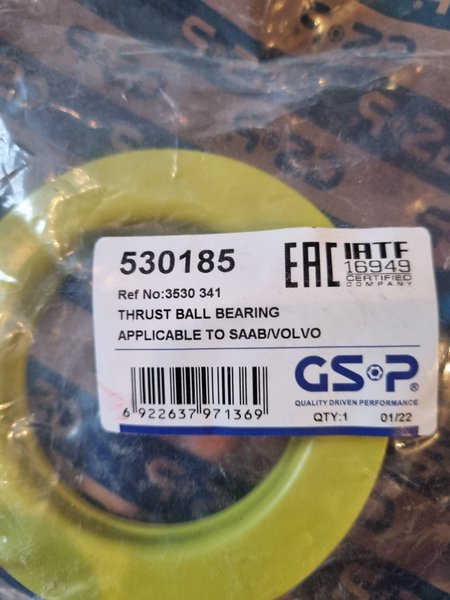 530185
EAC IATF
16949
CERTIFIED
COMPANY
Ref No:3530 341
THRUST BALL BEARING
APPLICABLE TO SAAB/VOLVO
GSP®
QUALITY DRIVEN PERFORMANCE
6 922637 971369
QTY:1 01/22